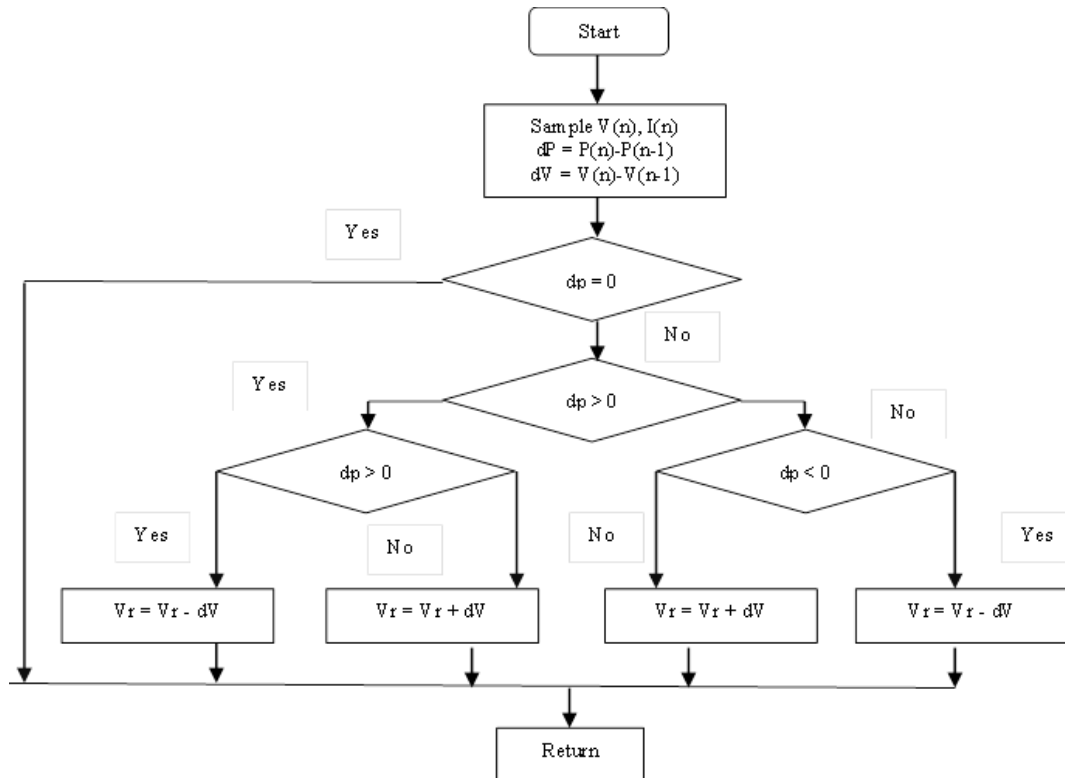 Start
Sample V(n), I(n)
dP = P(n)-P(n-1)
dV = V(n)-V(n-1)
Yes
dp = 0
No
Yes
dp > 0
No
dp > 0
dp < 0
Yes
No
No
Yes
Vr = Vr - dV
Vr = Vr + dV
Vr = Vr + dV
Vr = Vr - dV
Return